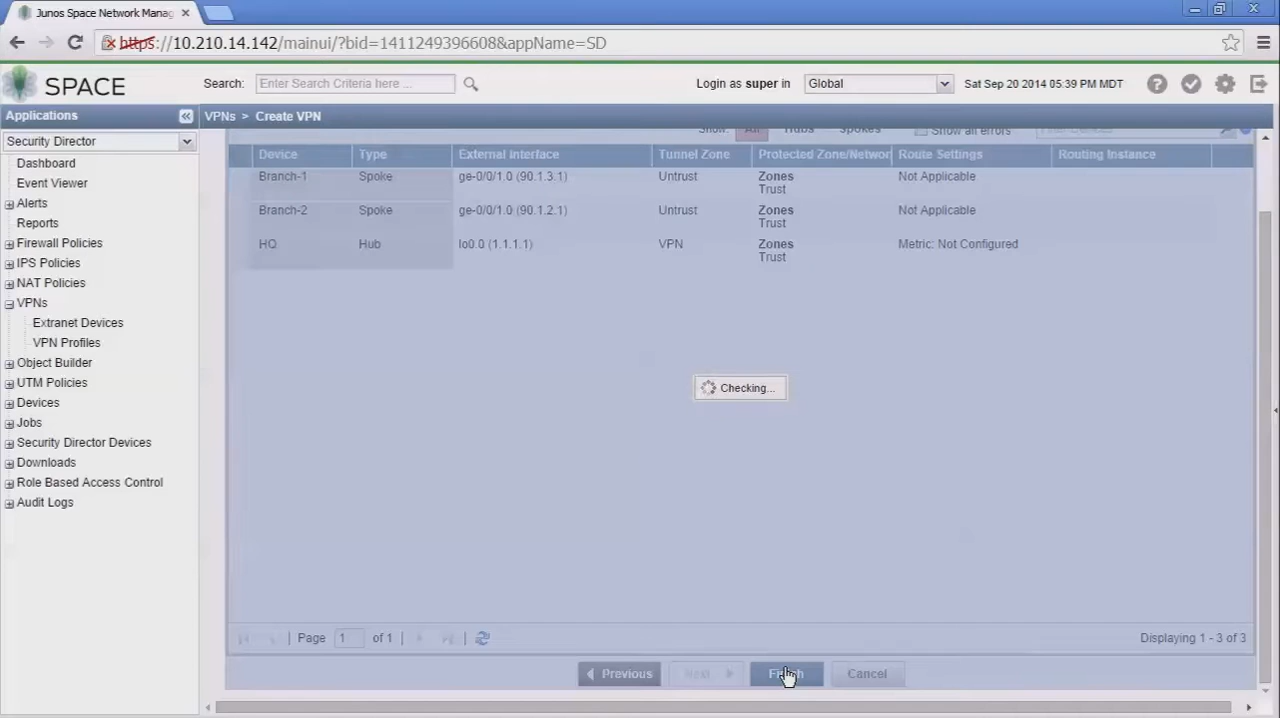 Junos Space Network Manag
https://10.210.14.142/mainui/?bid=1411249396608&appName=SD
SPACE
Search: Enter Search Criteria here ...
Login as super in Global
Sat Sep 20 2014 05:39 PM MDT
Applications
VPNs > Create VPN
Security Director
Dashboard
Event Viewer
Alerts
Reports
Firewall Policies
IPS Policies
NAT Policies
VPNs
Extranet Devices
VPN Profiles
Object Builder
UTM Policies
Devices
Jobs
Security Director Devices
Downloads
Role Based Access Control
Audit Logs
Show: All Hubs Spokes Show all errors
Device Type External Interface Tunnel Zone Protected Zone/Networ Route Settings Routing Instance
Branch-1 Spoke ge-0/0/1.0 (90.1.3.1) Untrust Zones Not Applicable
Trust
Branch-2 Spoke ge-0/0/1.0 (90.1.2.1) Untrust Zones Not Applicable
Trust
HQ Hub lo0.0 (1.1.1.1) VPN Zones Metric: Not Configured
Trust
Checking...
Page 1 of 1
Displaying 1 - 3 of 3
Previous Next Finish Cancel